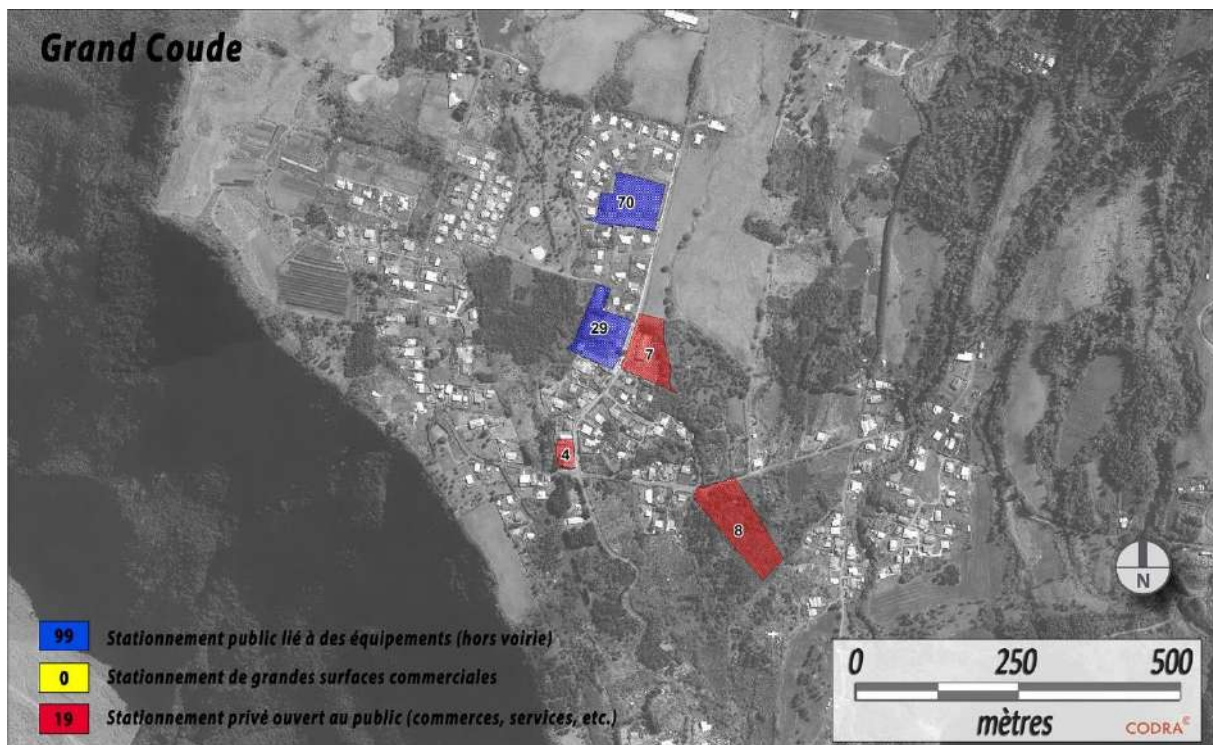 Grand Coude
70
29
7
4
8
N
99 Stationnement public lié à des équipements (hors voirie)
0 Stationnement de grandes surfaces commerciales
19 Stationnement privé ouvert au public (commerces, services, etc.)
0 250 500
mètres
CODRA©